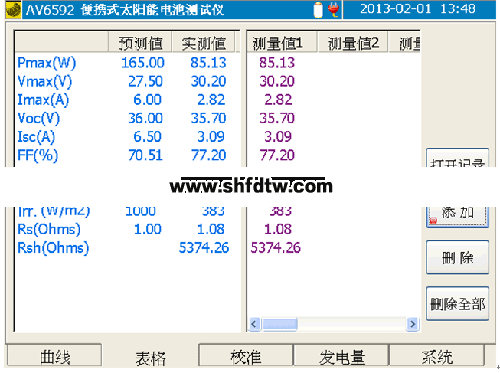 AV6592 便携式太阳能电池测试仪 2013-02-01 13:48
预测值 实测值 测量值1 测量值2 测量
Pmax(W) 165.00 85.13 85.13
Vmax(V) 27.50 30.20 30.20
Imax(A) 6.00 2.82 2.82
Voc(V) 36.00 35.70 35.70
Isc(A) 6.50 3.09 3.09
FF(%) 70.51 77.20 77.20
打开记录
www.shfdtw.com
Irr. (W/m2) 1000 383 383
添加
Rs(Ohms) 1.00 1.08 1.08
Rsh(Ohms) 5374.26 5374.26
删除
删除全部
曲线 表格 校准 发电量 系统